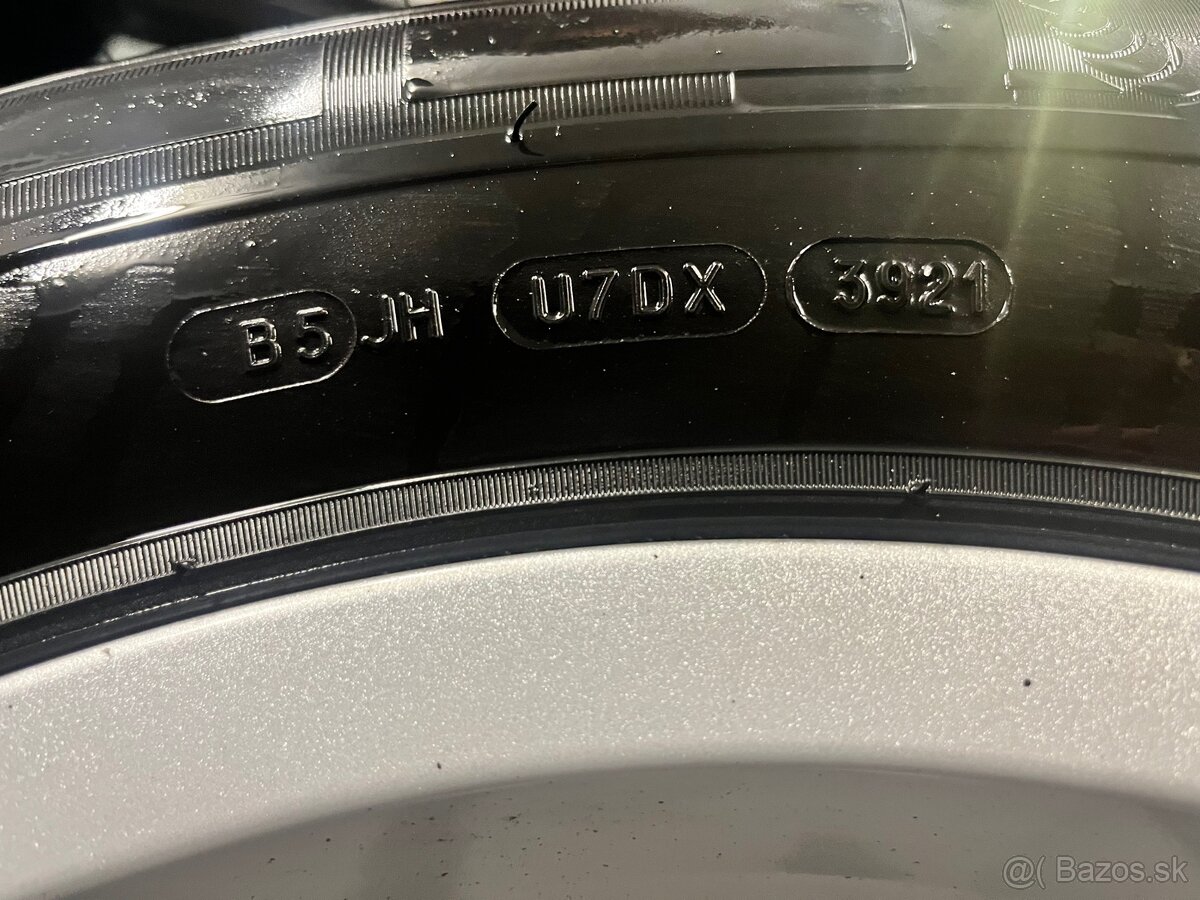 B5 JH U7DX 3921
@( Bazos.sk